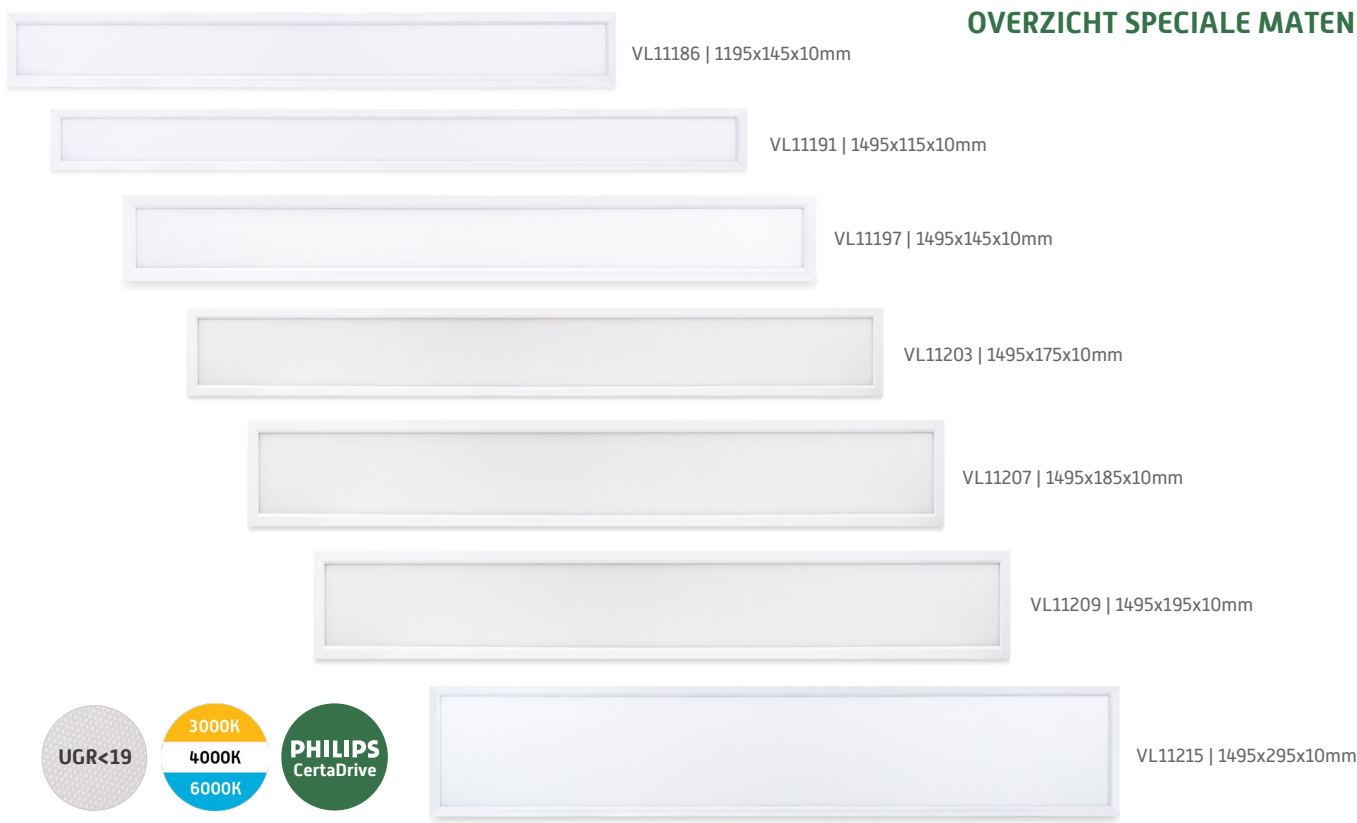 OVERZICHT SPECIALE MATEN
VL11186 | 1195x145x10mm
VL11191 | 1495x115x10mm
VL11197 | 1495x145x10mm
VL11203 | 1495x175x10mm
VL11207 | 1495x185x10mm
VL11209 | 1495x195x10mm
VL11215 | 1495x295x10mm
UGR<19
3000K
4000K
6000K
PHILIPS
CertaDrive